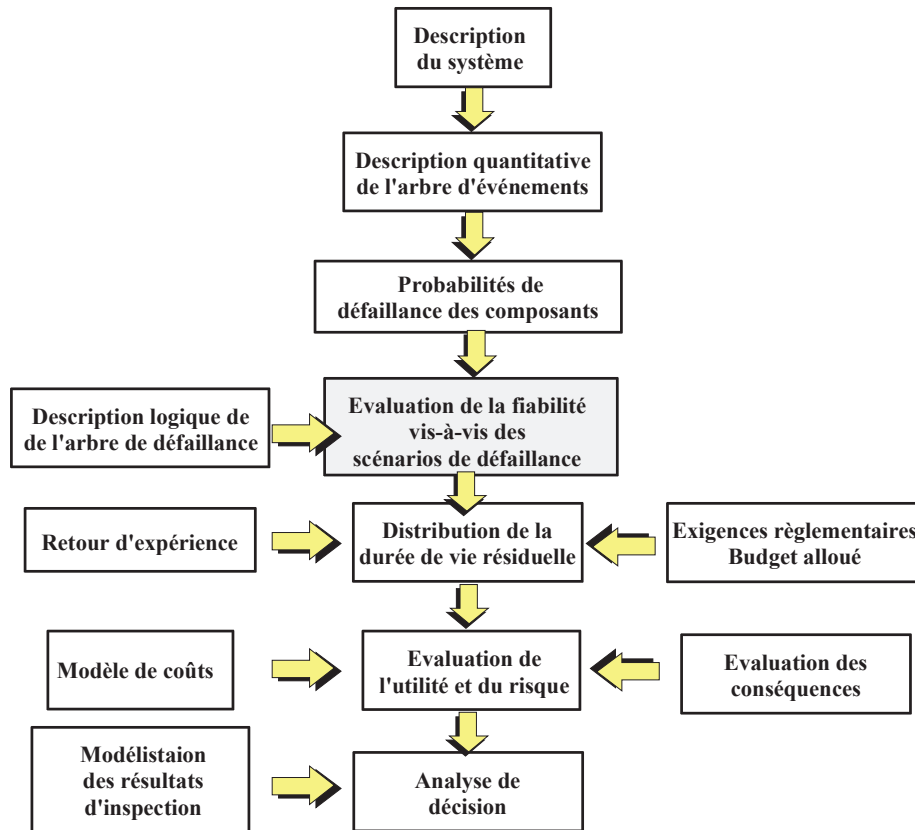 Description
du système
Description quantitative
de l'arbre d'événements
Probabilités de
défaillance des composants
Description logique de
de l'arbre de défaillance
Evaluation de la fiabilité
vis-à-vis des
scénarios de défaillance
Retour d'expérience
Distribution de la
durée de vie résiduelle
Exigences règlementaires
Budget alloué
Modèle de coûts
Evaluation de
l'utilité et du risque
Evaluation des
conséquences
Modélistaion
des résultats
d'inspection
Analyse de
décision